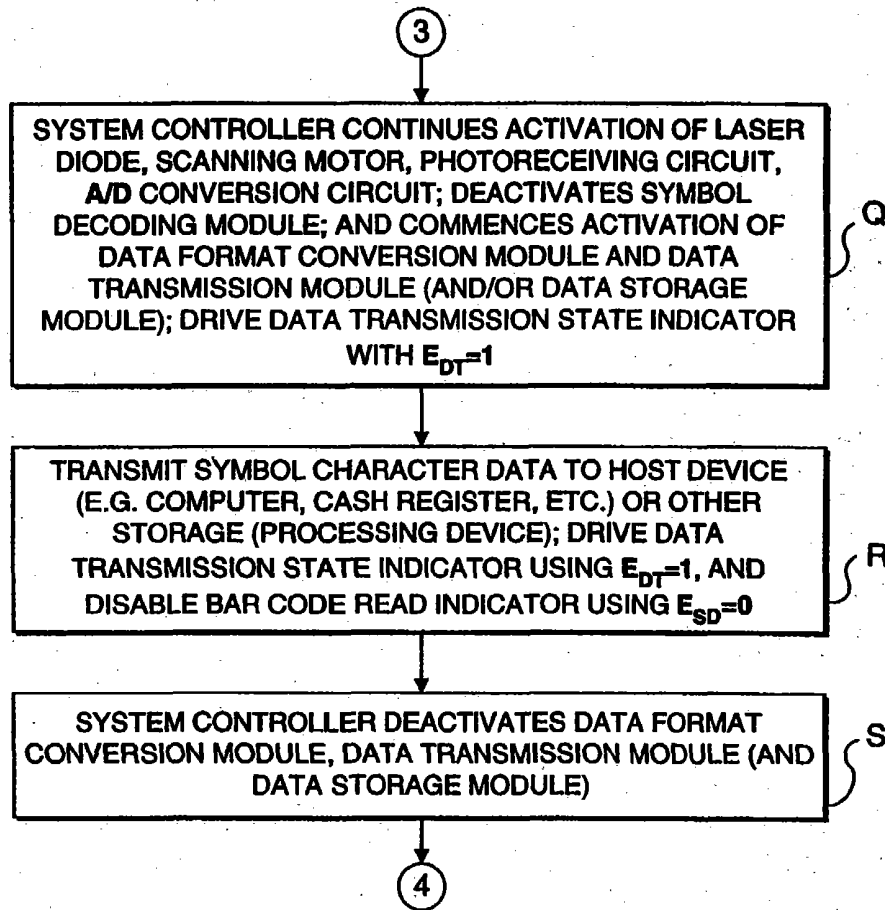 3
SYSTEM CONTROLLER CONTINUES ACTIVATION OF LASER
DIODE, SCANNING MOTOR, PHOTORECEIVING CIRCUIT,
A/D CONVERSION CIRCUIT; DEACTIVATES SYMBOL
DECODING MODULE; AND COMMENCES ACTIVATION OF
DATA FORMAT CONVERSION MODULE AND DATA
TRANSMISSION MODULE (AND/OR DATA STORAGE
MODULE); DRIVE DATA TRANSMISSION STATE INDICATOR
WITH E_DT=1
Q
TRANSMIT SYMBOL CHARACTER DATA TO HOST DEVICE
(E.G. COMPUTER, CASH REGISTER, ETC.) OR OTHER
STORAGE (PROCESSING DEVICE); DRIVE DATA
TRANSMISSION STATE INDICATOR USING E_DT=1, AND
DISABLE BAR CODE READ INDICATOR USING E_SD=0
R
SYSTEM CONTROLLER DEACTIVATES DATA FORMAT
CONVERSION MODULE, DATA TRANSMISSION MODULE (AND
DATA STORAGE MODULE)
S
4